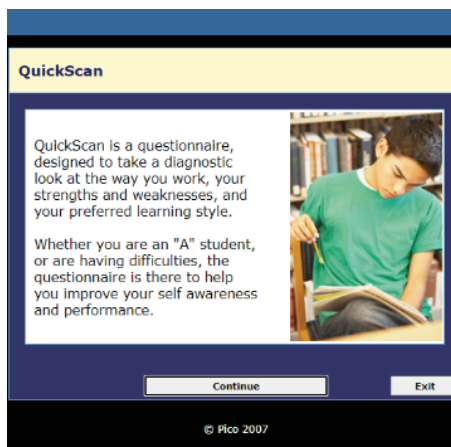 QuickScan
QuickScan is a questionnaire,
designed to take a diagnostic
look at the way you work, your
strengths and weaknesses, and
your preferred learning style.
Whether you are an "A" student,
or are having difficulties, the
questionnaire is there to help
you improve your self awareness
and performance.
Continue
Exit
© Pico 2007